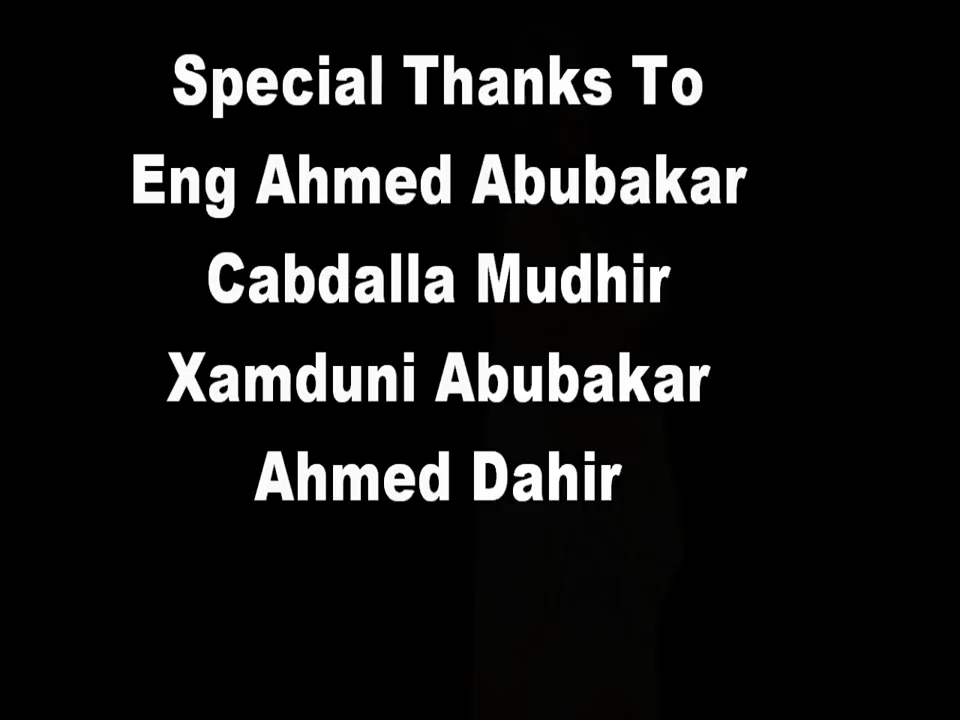 Special Thanks To
Eng Ahmed Abubakar
Cabdalla Mudhir
Xamduni Abubakar
Ahmed Dahir